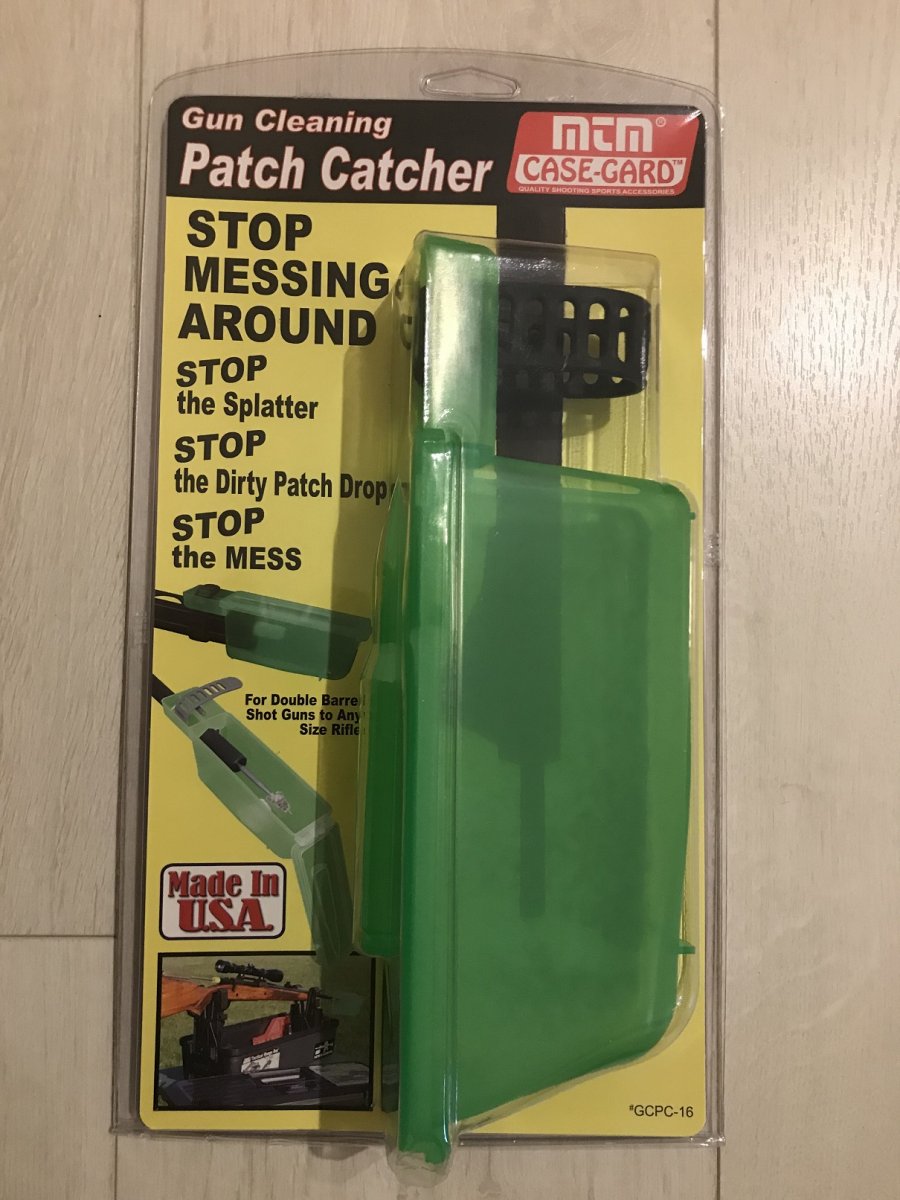 Gun Cleaning
Patch Catcher
MTM®
CASE-GARD™
QUALITY SHOOTING SPORTS ACCESSORIES
STOP
MESSING
AROUND
STOP
the Splatter
STOP
the Dirty Patch Drop
STOP
the MESS
For Double Barrel
Shot Guns to Any
Size Rifle
Made In
U.S.A.
#GCPC-16